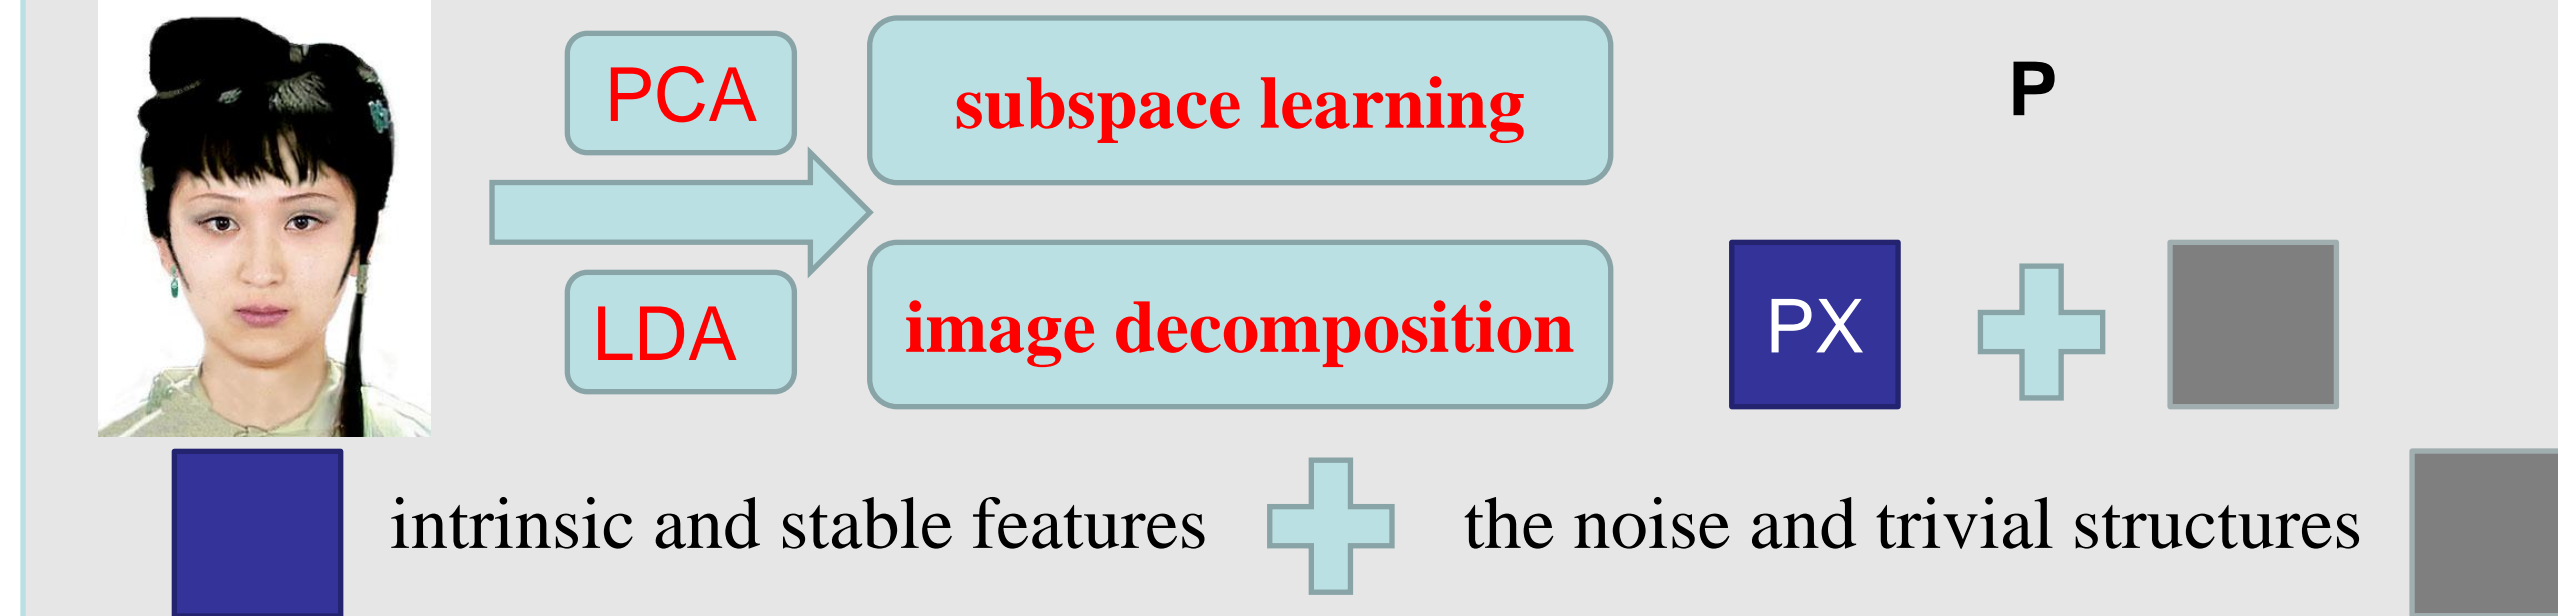 PCA
subspace learning
P
LDA
image decomposition
PX
intrinsic and stable features
the noise and trivial structures